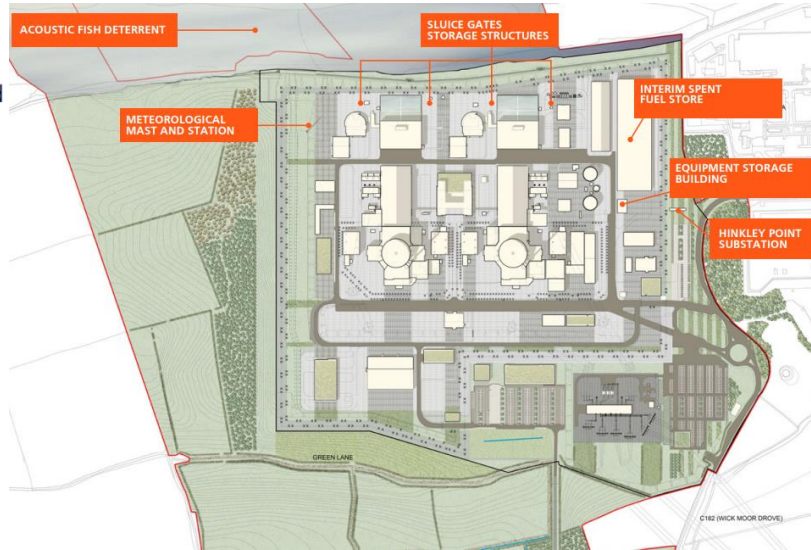 ACOUSTIC FISH DETERRENT
SLUICE GATES
STORAGE STRUCTURES
METEOROLOGICAL
MAST AND STATION
INTERIM SPENT
FUEL STORE
EQUIPMENT STORAGE
BUILDING
HINKLEY POINT
SUBSTATION
GREEN LANE
C182 (WICK MOOR DROVE)